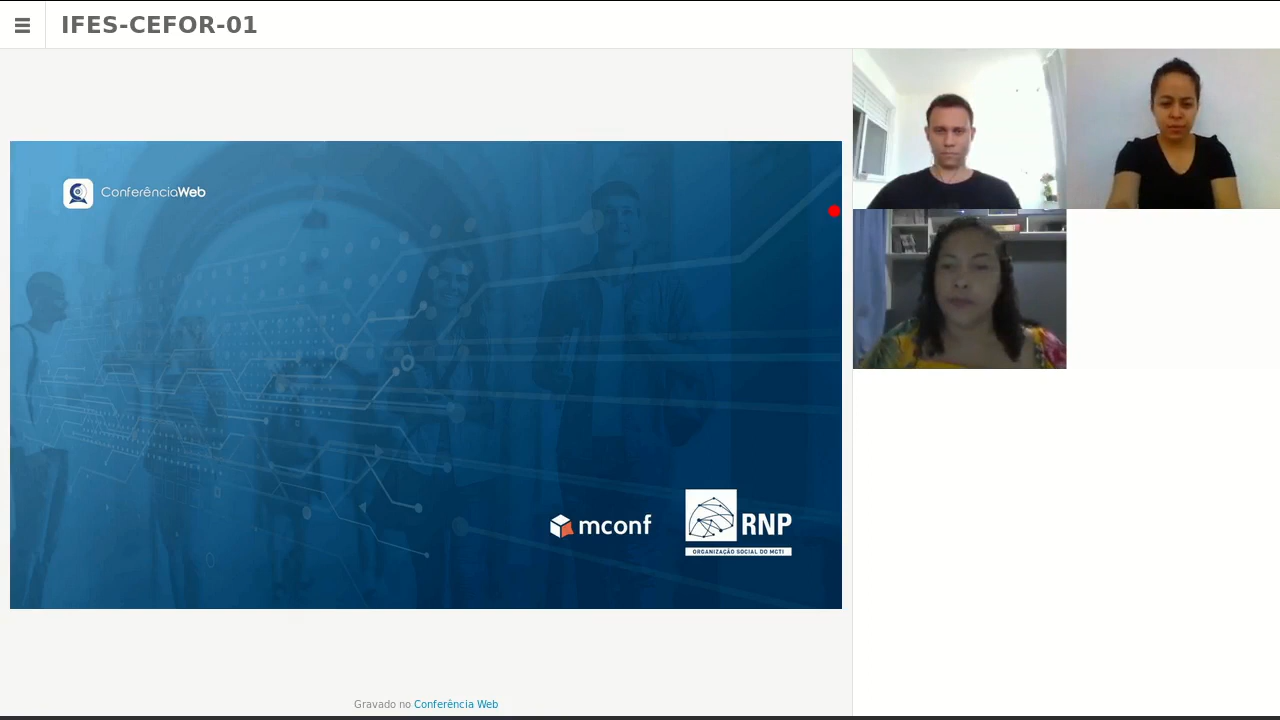 IFES-CEFOR-01
ConferênciaWeb
mconf
RNP
ORGANIZAÇÃO SOCIAL DO MCTI
Gravado no Conferência Web